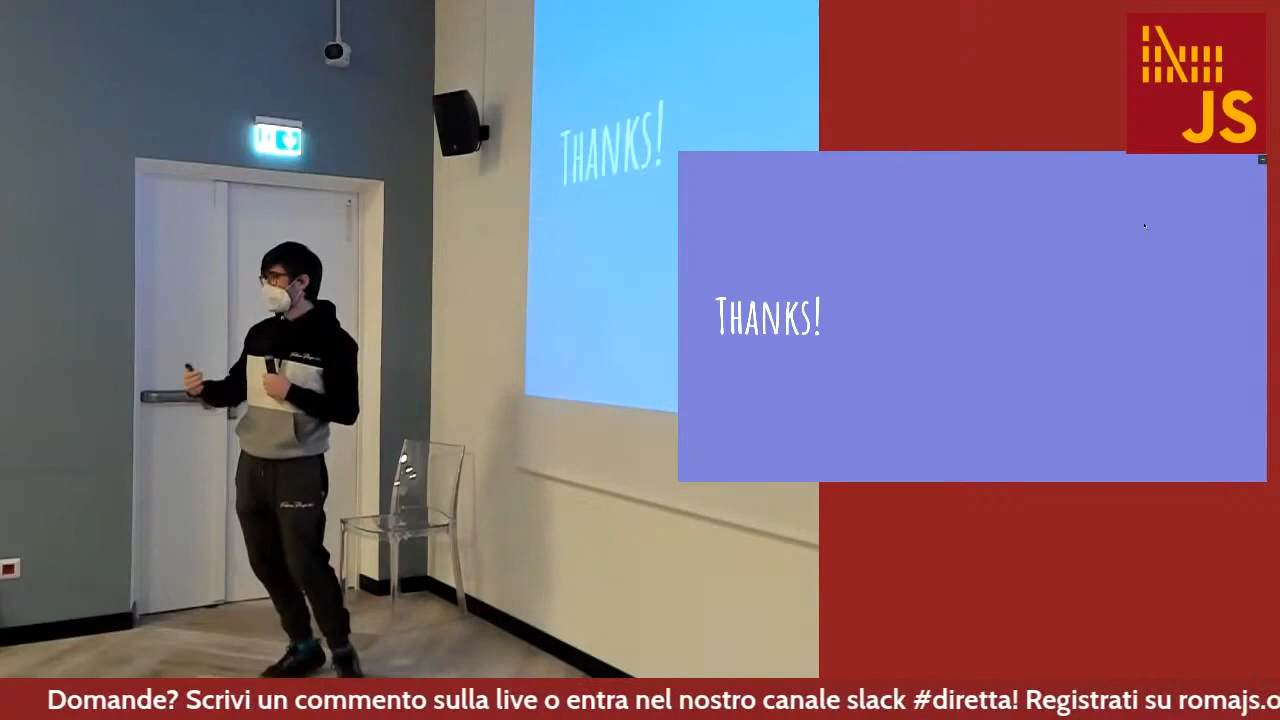 JS
THANKS!
THANKS!
Domande? Scrivi un commento sulla live o entra nel nostro canale slack #diretta! Registrati su romajs.o